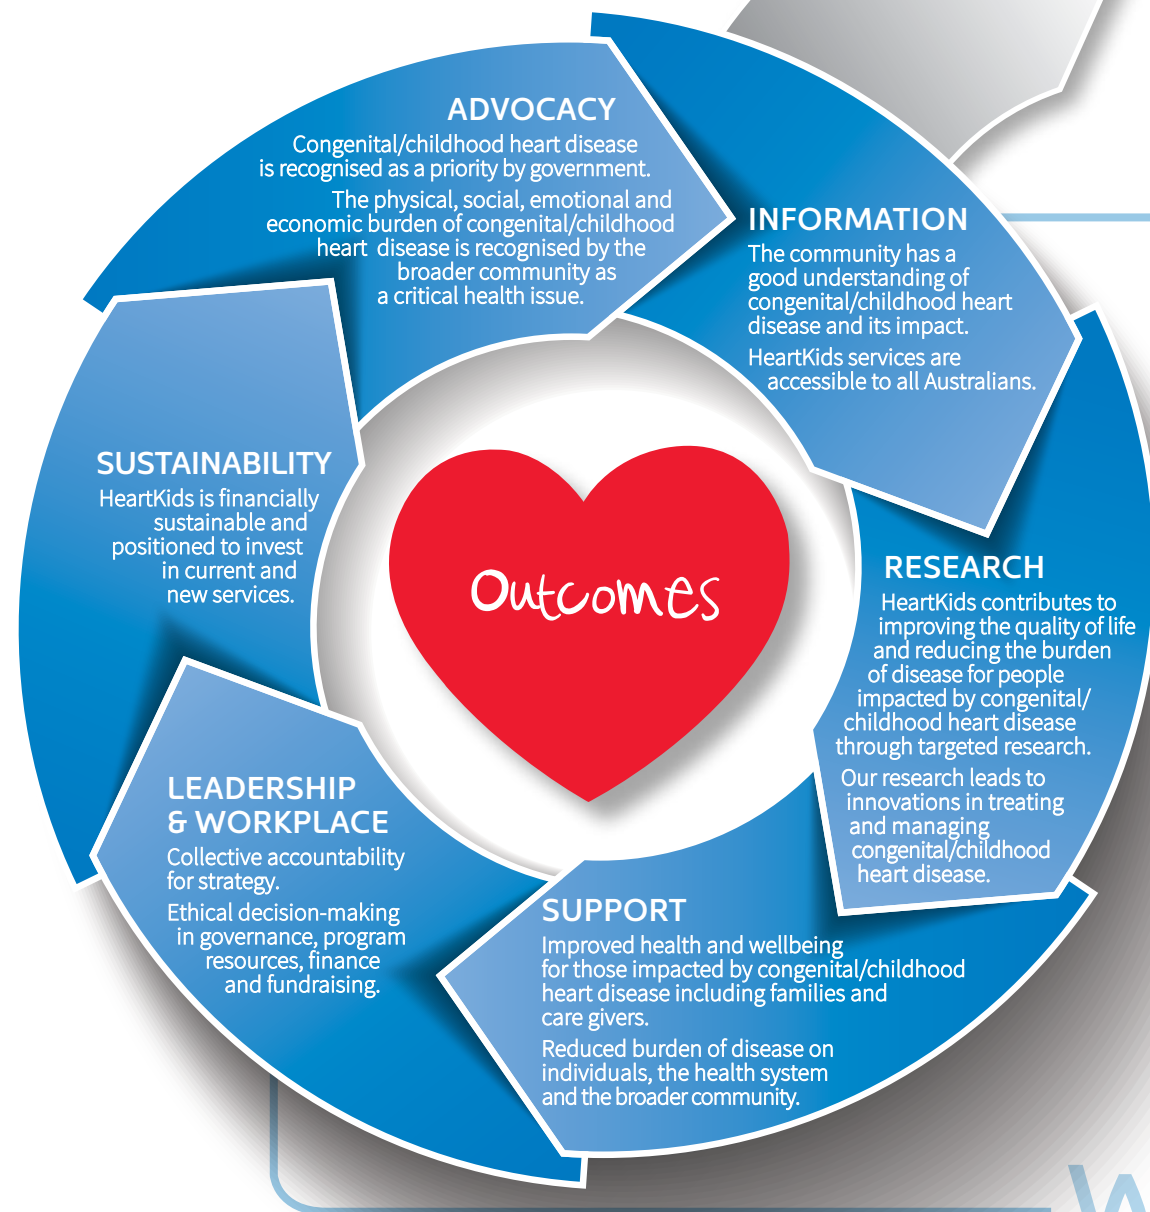 ADVOCACY
Congenital/childhood heart disease
is recognised as a priority by government.
The physical, social, emotional and
economic burden of congenital/childhood
heart disease is recognised by the
broader community as
a critical health issue.
INFORMATION
The community has a
good understanding of
congenital/childhood heart
disease and its impact.
HeartKids services are
accessible to all Australians.
RESEARCH
HeartKids contributes to
improving the quality of life
and reducing the burden
of disease for people
impacted by congenital/
childhood heart disease
through targeted research.
Our research leads to
innovations in treating
and managing
congenital/childhood
heart disease.
SUPPORT
Improved health and wellbeing
for those impacted by congenital/childhood
heart disease including families and
care givers.
Reduced burden of disease on
individuals, the health system
and the broader community.
LEADERSHIP
& WORKPLACE
Collective accountability
for strategy.
Ethical decision-making
in governance, program
resources, finance
and fundraising.
SUSTAINABILITY
HeartKids is financially
sustainable and
positioned to invest
in current and
new services.
Outcomes